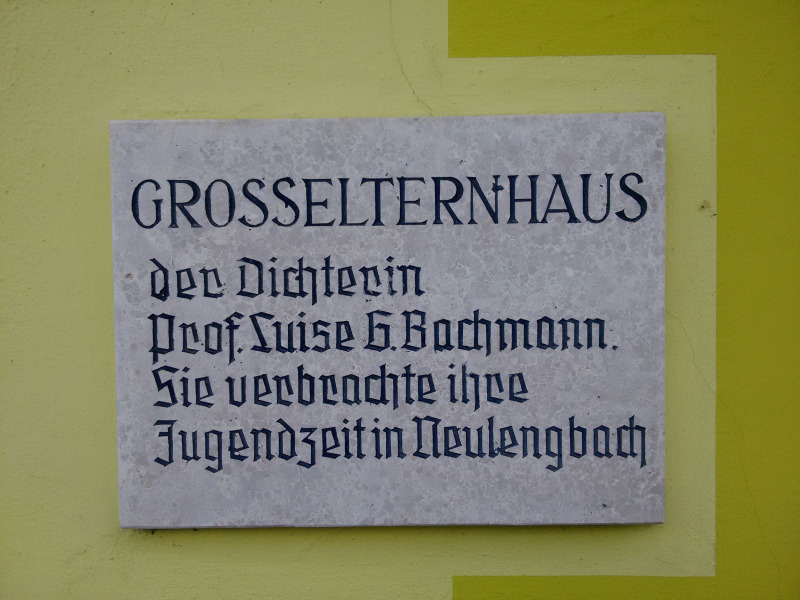 GROSSELTERNHAUS
der Dichterin
Prof. Luise G. Bachmann.
Sie verbrachte ihre
Jugendzeit in Neulengbach